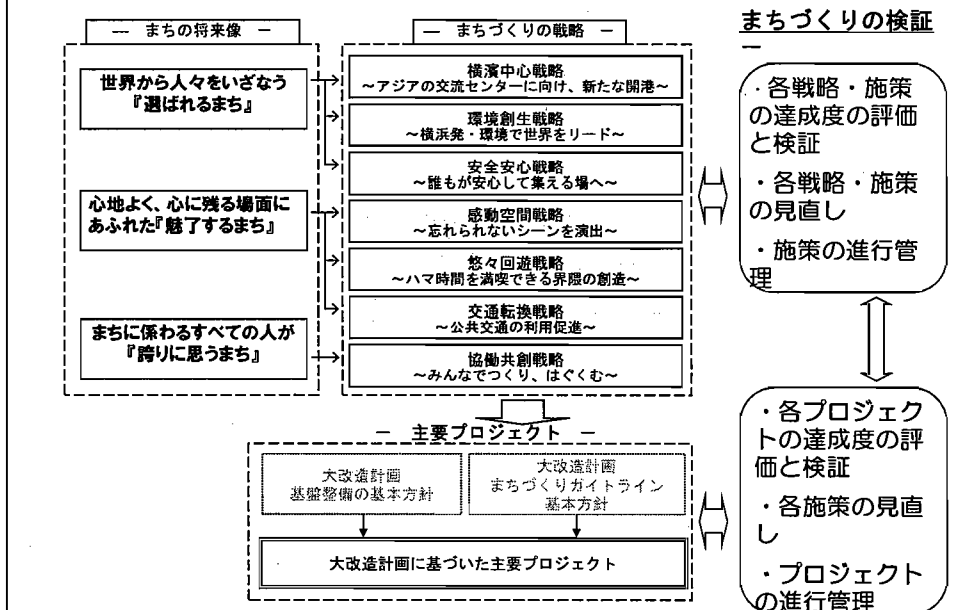 ― まちの将来像 ―
世界から人々をいざなう
『選ばれるまち』
心地よく、心に残る場面に
あふれた『魅了するまち』
まちに係わるすべての人が
『誇りに思うまち』
― まちづくりの戦略 ―
横濱中心戦略
～アジアの交流センターに向け、新たな開港～
環境創生戦略
～横浜発・環境で世界をリード～
安全安心戦略
～誰もが安心して集える場へ～
感動空間戦略
～忘れられないシーンを演出～
悠々回遊戦略
～ハマ時間を満喫できる界隈の創造～
交通転換戦略
～公共交通の利用促進～
協働共創戦略
～みんなでつくり、はぐくむ～
― 主要プロジェクト ―
大改造計画
基盤整備の基本方針
大改造計画
まちづくりガイドライン
基本方針
大改造計画に基づいた主要プロジェクト
まちづくりの検証
―
・各戦略・施策
の達成度の評価
と検証
・各戦略・施策
の見直し
・施策の進行管
理
・各プロジェク
トの達成度の評
価と検証
・各施策の見直
し
・プロジェクト
の進行管理